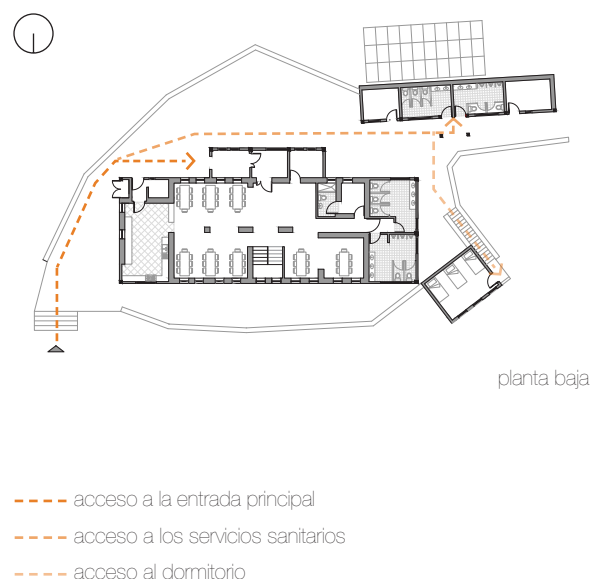 planta baja
acceso a la entrada principal
acceso a los servicios sanitarios
acceso al dormitorio